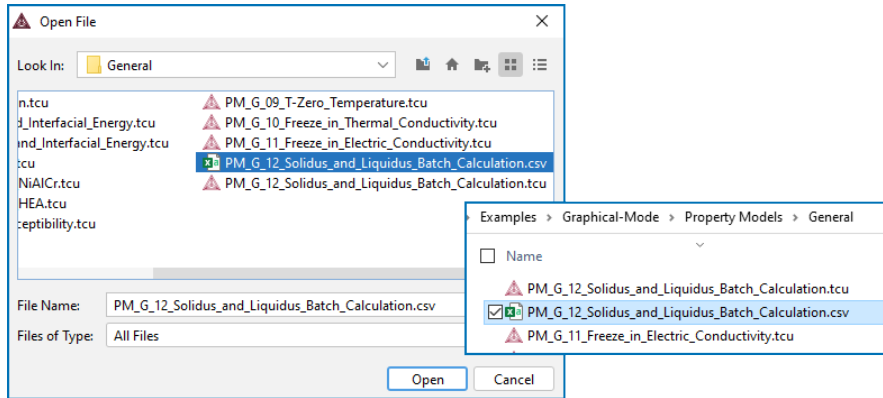 Open File
Look In: General
n.tcu
d_Interfacial_Energy.tcu
and_Interfacial_Energy.tcu
tcu
NiAlCr.tcu
HEA.tcu
ceptibility.tcu
PM_G_09_T-Zero_Temperature.tcu
PM_G_10_Freeze_in_Thermal_Conductivity.tcu
PM_G_11_Freeze_in_Electric_Conductivity.tcu
PM_G_12_Solidus_and_Liquidus_Batch_Calculation.csv
PM_G_12_Solidus_and_Liquidus_Batch_Calculation.tcu
File Name: PM_G_12_Solidus_and_Liquidus_Batch_Calculation.csv
Files of Type: All Files
Open Cancel
Examples > Graphical-Mode > Property Models > General
Name
PM_G_12_Solidus_and_Liquidus_Batch_Calculation.tcu
PM_G_12_Solidus_and_Liquidus_Batch_Calculation.csv
PM_G_11_Freeze_in_Electric_Conductivity.tcu